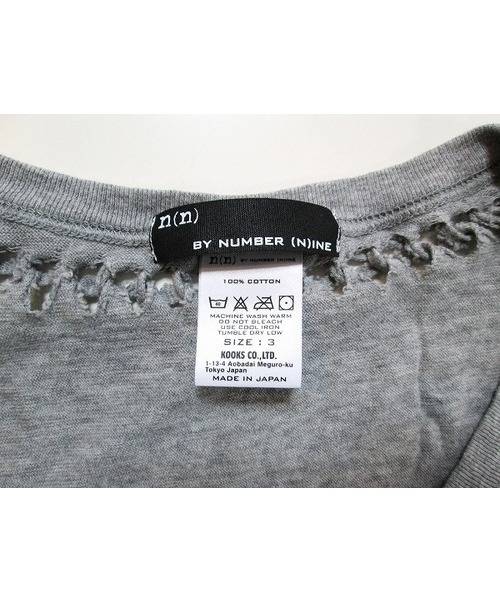 n(n)
BY NUMBER (N)INE
n(n) BY NUMBER (N)INE
100% COTTON
40
MACHINE WASH WARM
DO NOT BLEACH
USE COOL IRON
TUMBLE DRY LOW
SIZE : 3
KOOKS CO.,LTD.
1-13-4 Aobadai Meguro-ku
Tokyo Japan
MADE IN JAPAN